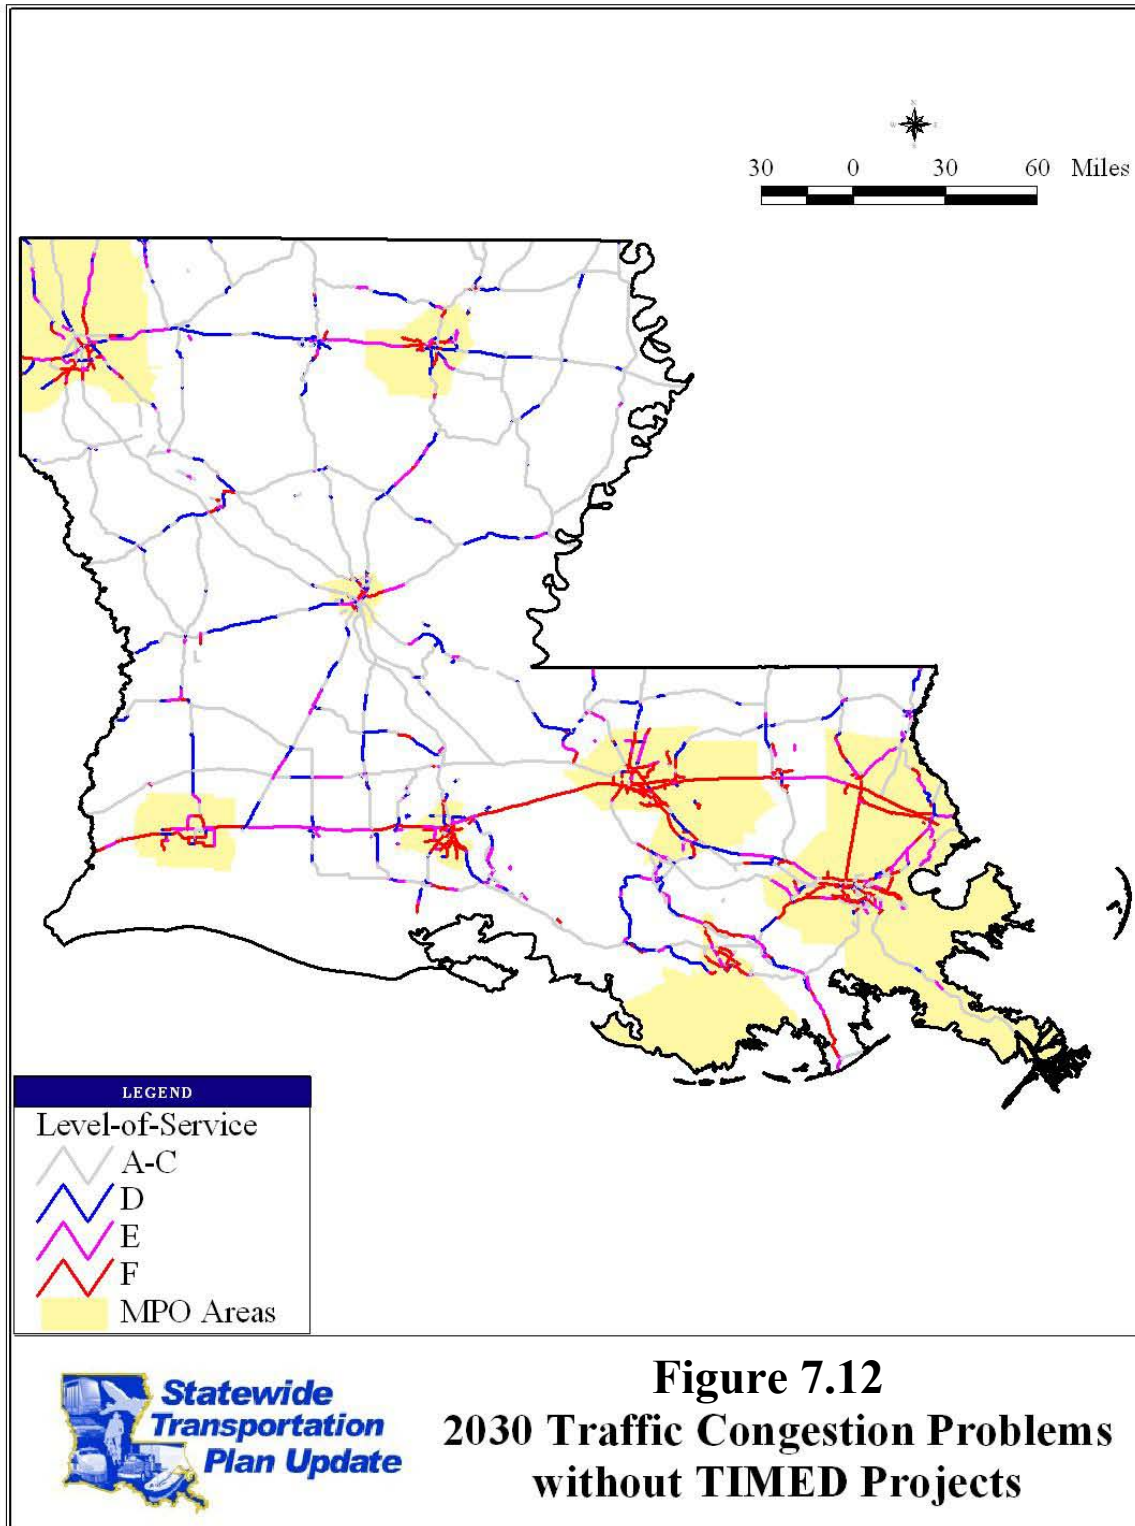 N
W
E
S
30 0 30 60 Miles
LEGEND
Level-of-Service
A-C
D
E
F
MPO Areas
Statewide
Transportation
Plan Update
Figure 7.12
2030 Traffic Congestion Problems
without TIMED Projects